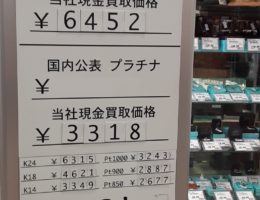 当社現金買取価格
¥6452
国内公表 プラチナ
¥
当社現金買取価格
¥3318
K24 ¥6315 Pt1000 ¥3243
K18 ¥4621 Pt900 ¥2887
K14 ¥3349 Pt850 ¥2677